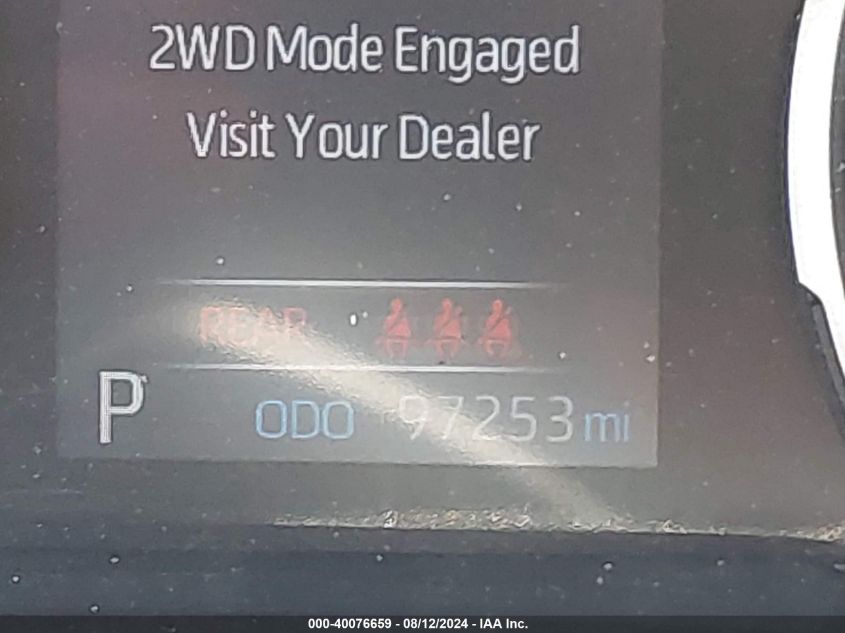 2WD Mode Engaged
Visit Your Dealer
REAR
P ODO 97253 mi
000-40076659 - 08/12/2024 - IAA Inc.